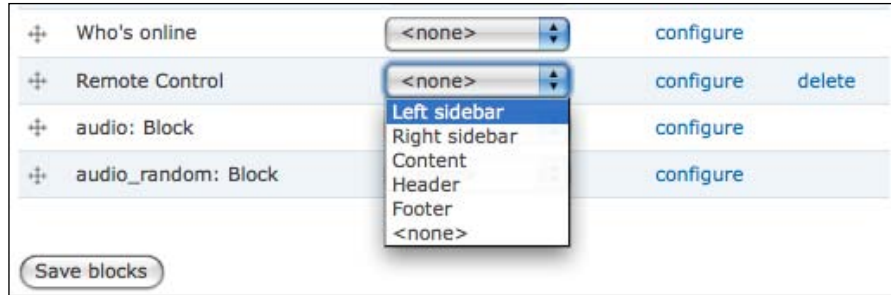 Who's online <none> configure
Remote Control <none> configure delete
Left sidebar
audio: Block configure
Right sidebar
Content
audio_random: Block configure
Header
Footer
<none>
Save blocks